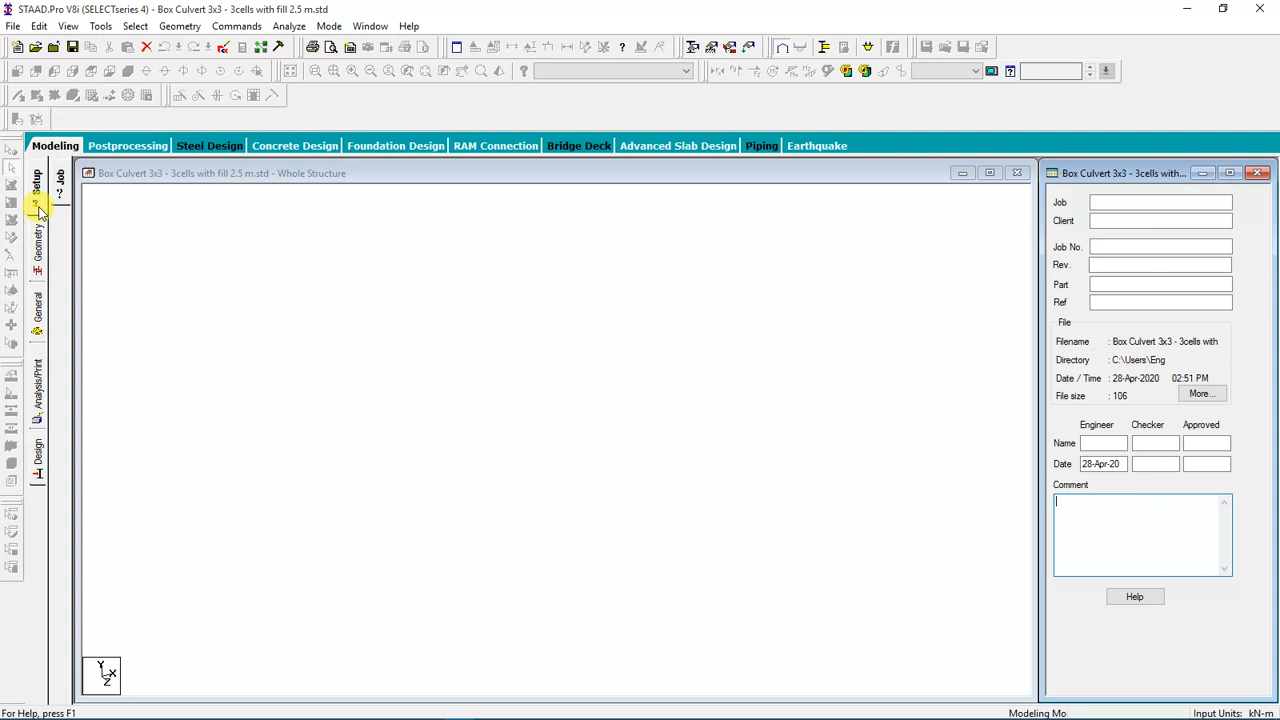 STAAD.Pro V8i (SELECTseries 4) - Box Culvert 3x3 - 3cells with fill 2.5 m.std
File Edit View Tools Select Geometry Commands Analyze Mode Window Help
Modeling Postprocessing Steel Design Concrete Design Foundation Design RAM Connection Bridge Deck Advanced Slab Design Piping Earthquake
Setup
Geometry
General
Analysis/Print
Design
Job
Box Culvert 3x3 - 3cells with fill 2.5 m.std - Whole Structure
Y
X
Z
Box Culvert 3x3 - 3cells with...
Job
Client
Job No.
Rev.
Part
Ref
File
Filename : Box Culvert 3x3 - 3cells with
Directory : C:\Users\Eng
Date / Time : 28-Apr-2020 02:51 PM
File size : 106
More...
Engineer Checker Approved
Name
Date 28-Apr-20
Comment
Help
For Help, press F1
Modeling Mo
Input Units: kN-m